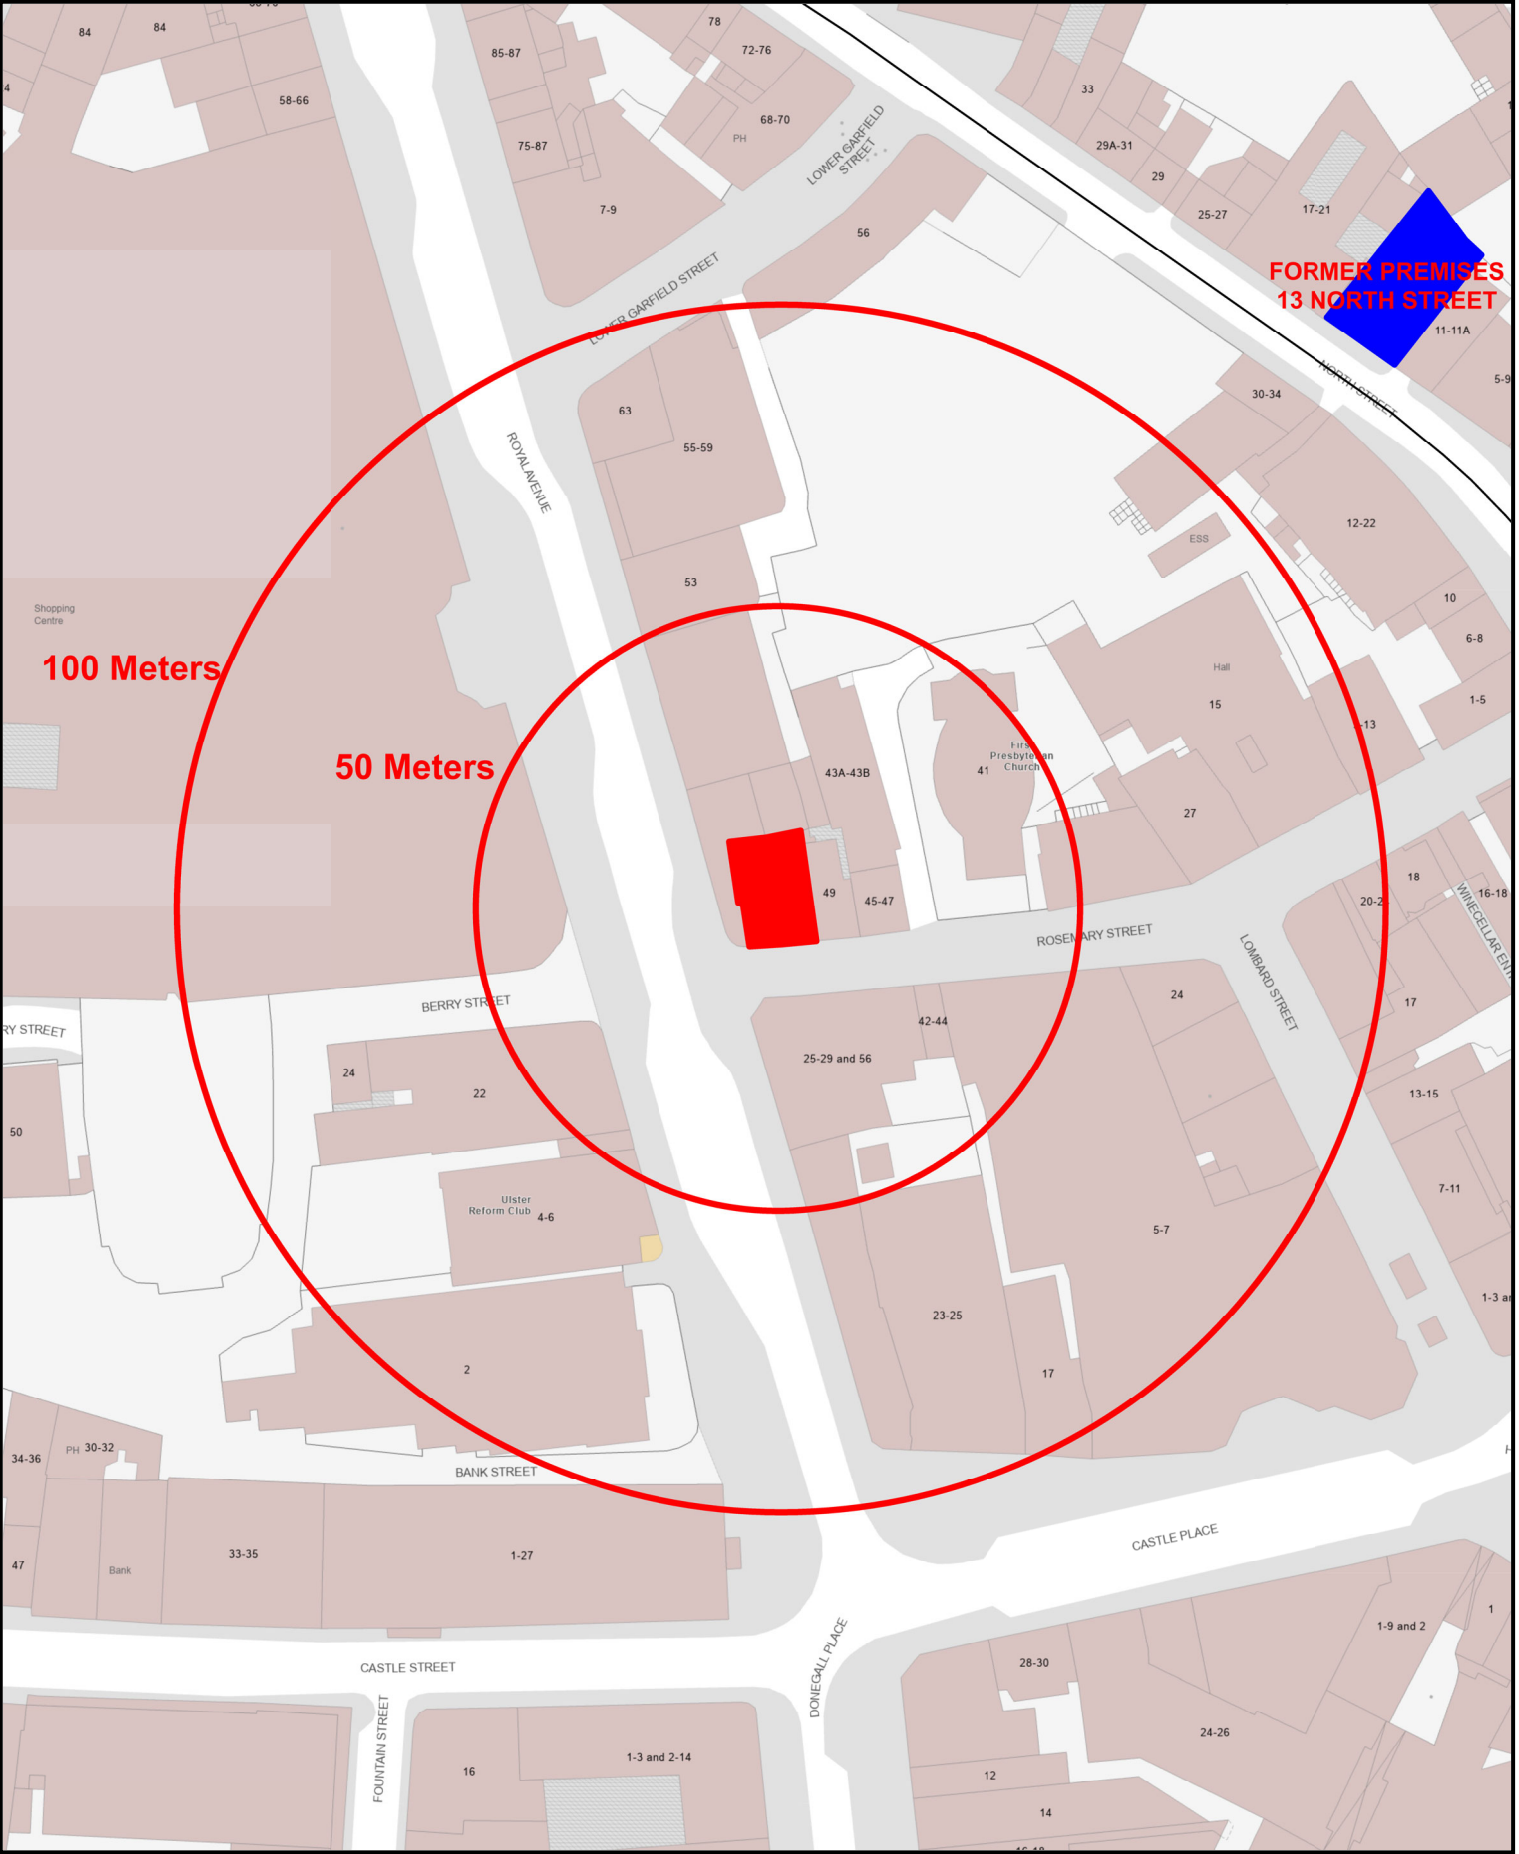 84
84
58-66
4
85-87
75-87
7-9
78
72-76
68-70
PH
LOWER GARFIELD
STREET
56
LOWER GARFIELD STREET
33
29A-31
29
25-27
17-21
FORMER PREMISES
13 NORTH STREET
11-11A
5-9
NORTH STREET
30-34
12-22
10
6-8
1-5
ESS
63
55-59
53
ROYAL AVENUE
Shopping
Centre
100 Meters
50 Meters
Hall
15
-13
First
Presbyterian
Church
41
43A-43B
27
49
45-47
ROSEMARY STREET
LOMBARD STREET
18
20-2
16-18
WINECELLAR ENT
17
BERRY STREET
RY STREET
24
22
50
25-29 and 56
42-44
24
13-15
7-11
Ulster
Reform Club
4-6
5-7
1-3 ar
23-25
17
2
34-36
PH
30-32
BANK STREET
47
Bank
33-35
1-27
CASTLE PLACE
CASTLE STREET
DONEGALL PLACE
FOUNTAIN STREET
28-30
1-9 and 2
1
24-26
16
1-3 and 2-14
12
14